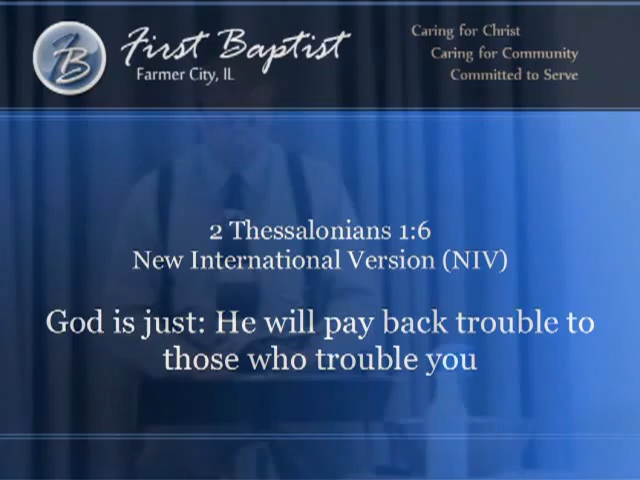 FB
First Baptist
Farmer City, IL
Caring for Christ
Caring for Community
Committed to Serve
2 Thessalonians 1:6
New International Version (NIV)
God is just: He will pay back trouble to
those who trouble you